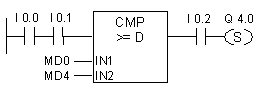 I 0.0 I 0.1 CMP I 0.2 Q 4.0
>= D S
MD0 IN1
MD4 IN2